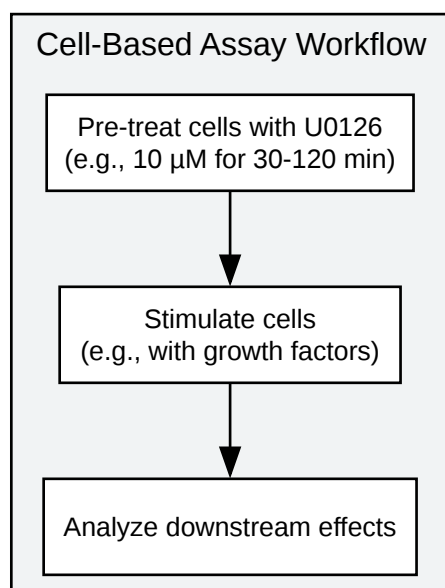 Cell-Based Assay Workflow
Pre-treat cells with U0126
(e.g., 10 µM for 30-120 min)
Stimulate cells
(e.g., with growth factors)
Analyze downstream effects